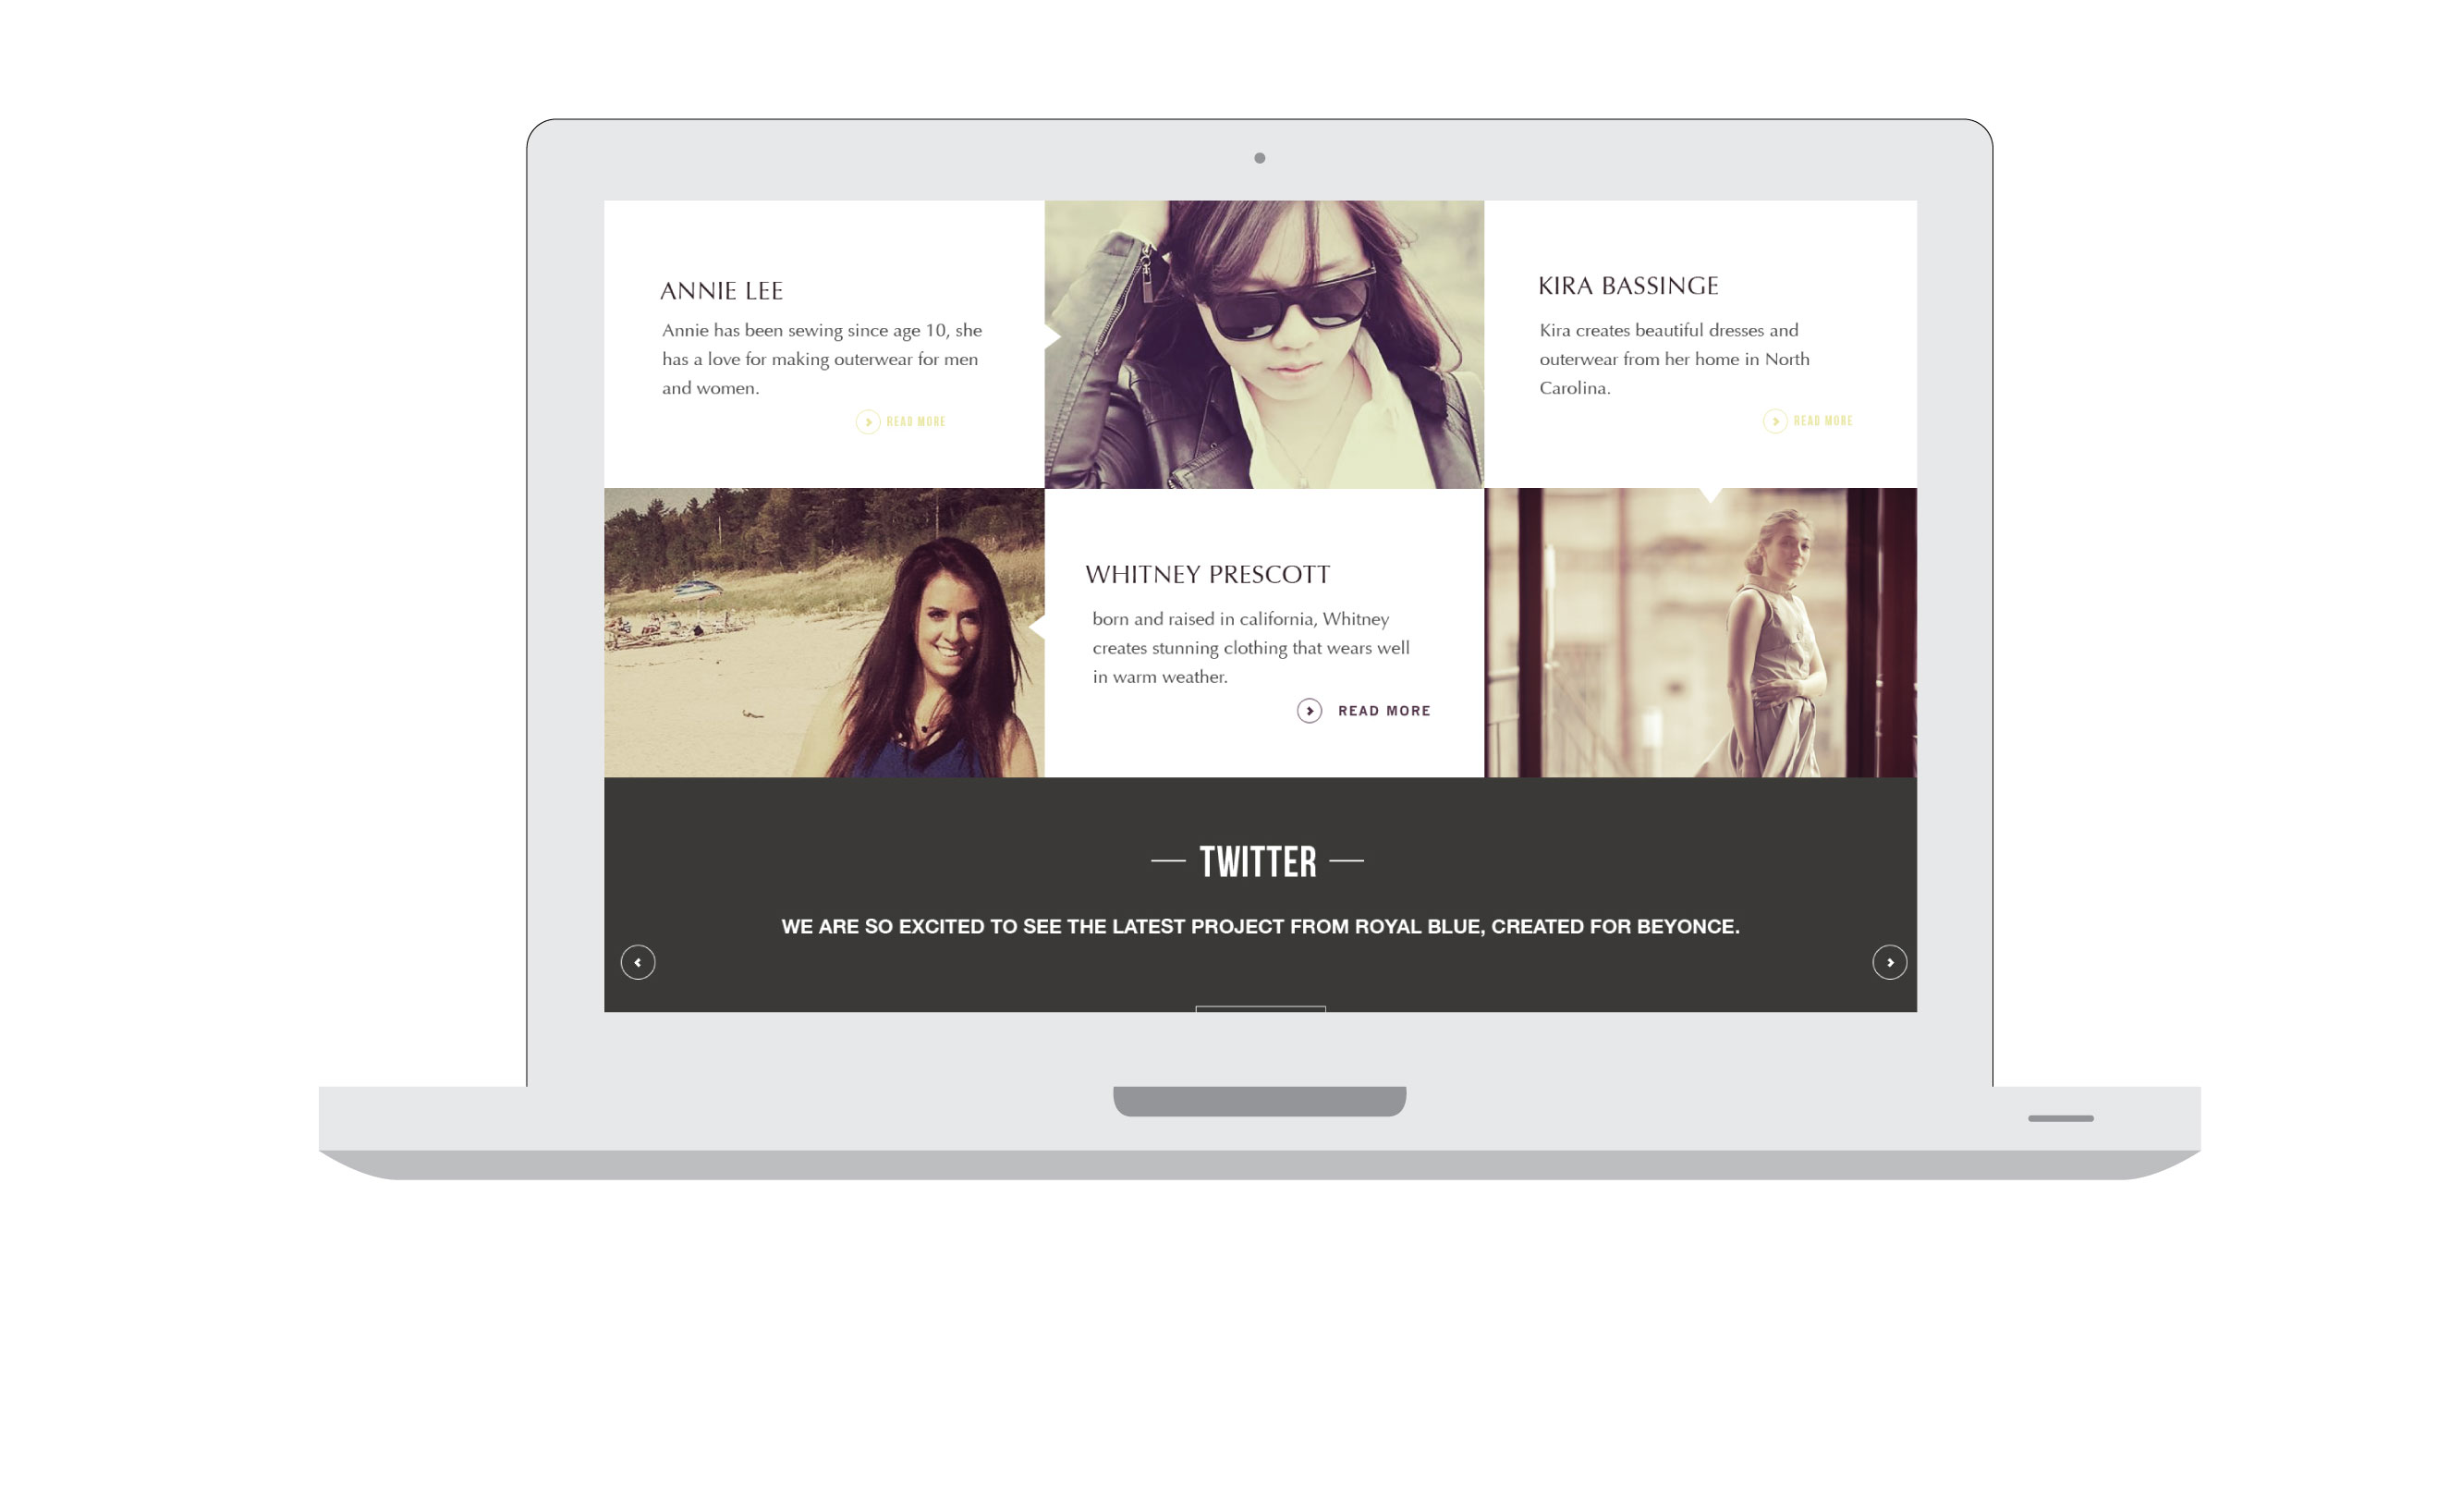 ANNIE LEE
Annie has been sewing since age 10, she
has a love for making outerwear for men
and women.
READ MORE
KIRA BASSINGE
Kira creates beautiful dresses and
outerwear from her home in North
Carolina.
READ MORE
WHITNEY PRESCOTT
born and raised in california, Whitney
creates stunning clothing that wears well
in warm weather.
READ MORE
TWITTER
WE ARE SO EXCITED TO SEE THE LATEST PROJECT FROM ROYAL BLUE, CREATED FOR BEYONCE.